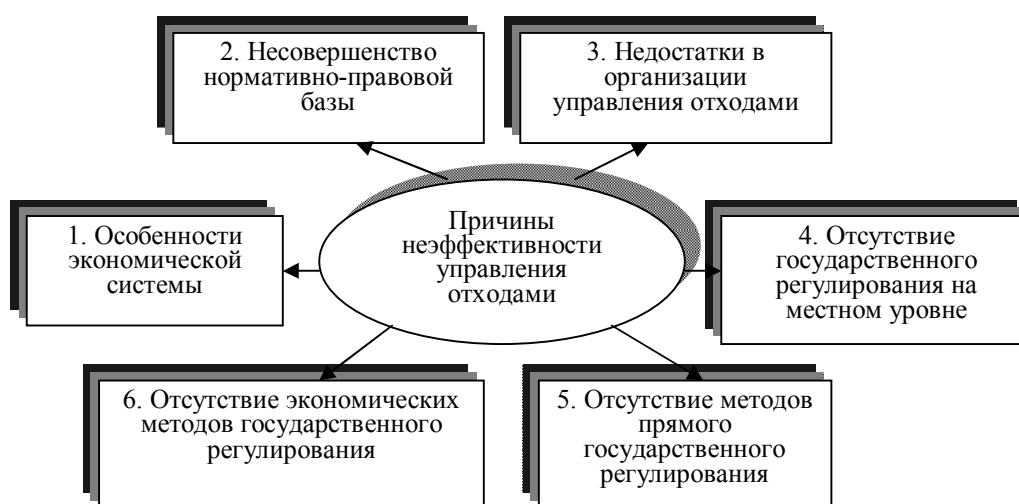 2. Несовершенство
нормативно-правовой
базы
3. Недостатки в
организации
управления отходами
Причины
неэффективности
управления
отходами
1. Особенности
экономической
системы
4. Отсутствие
государственного
регулирования на
местном уровне
6. Отсутствие экономических
методов государственного
регулирования
5. Отсутствие методов
прямого
государственного
регулирования